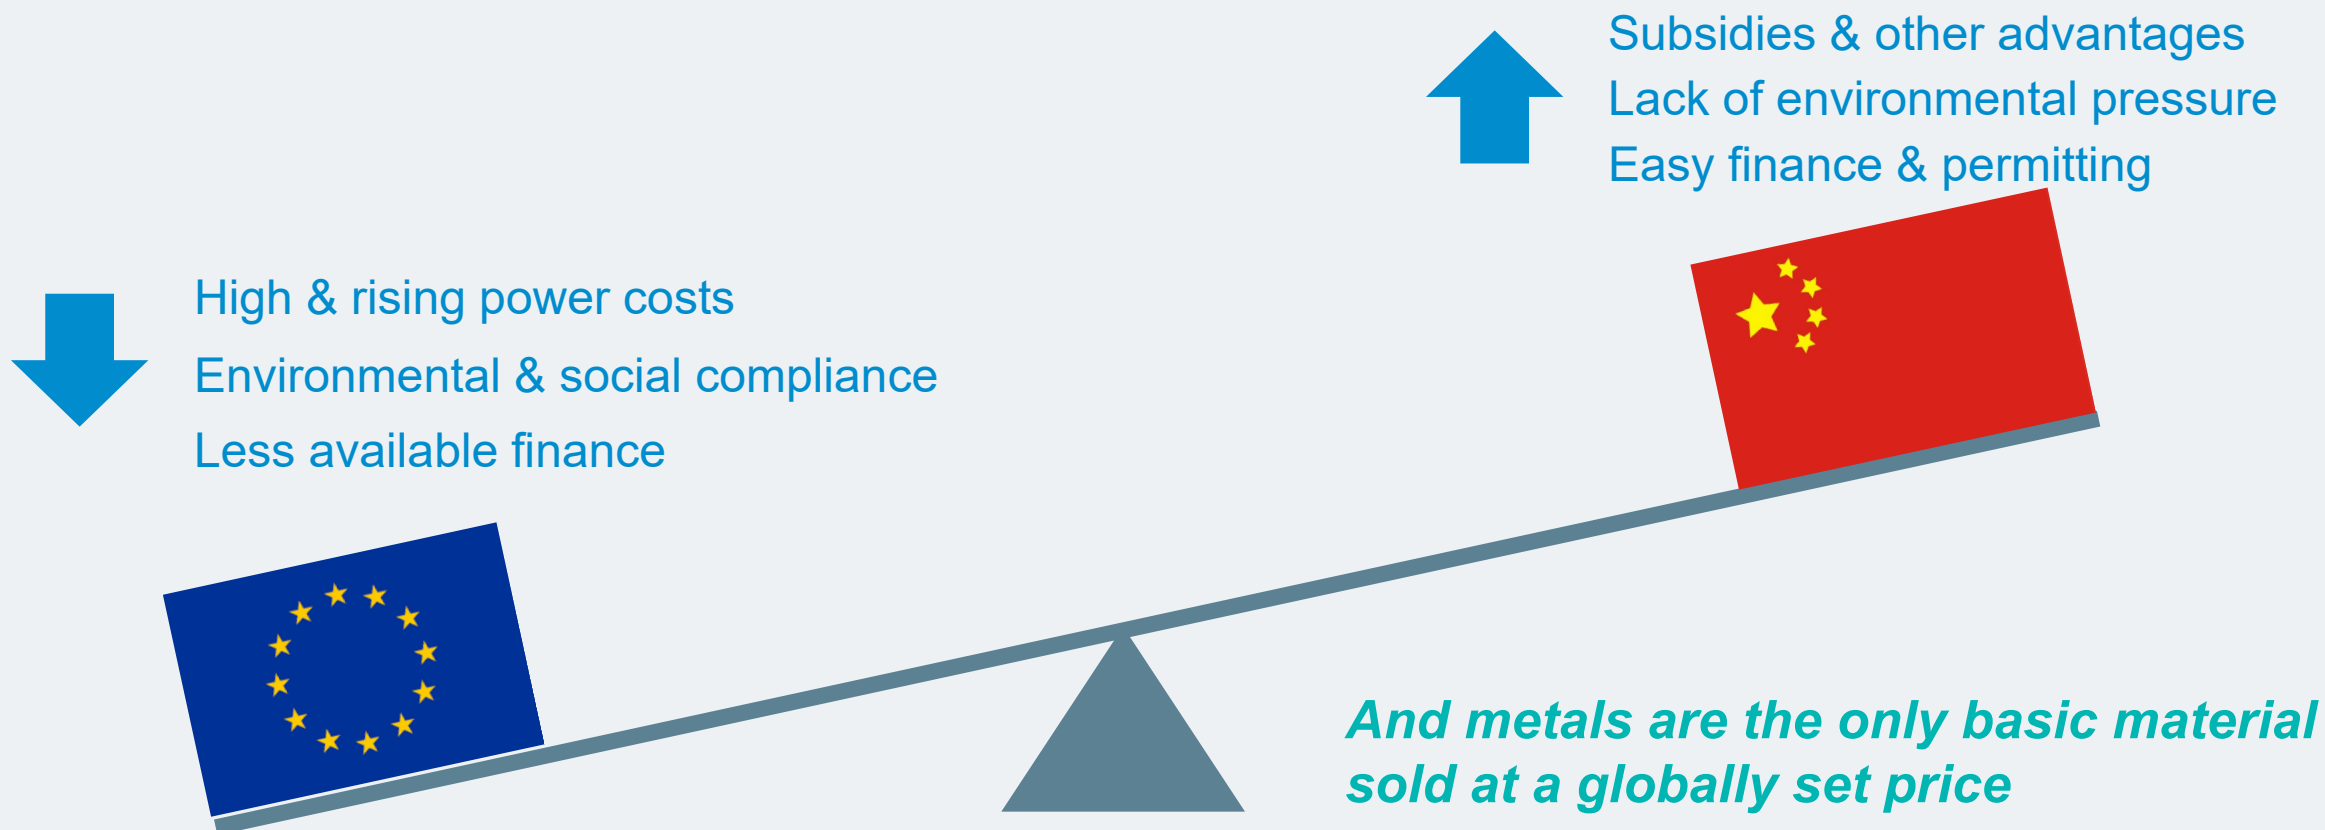 Subsidies & other advantages
Lack of environmental pressure
Easy finance & permitting
High & rising power costs
Environmental & social compliance
Less available finance
And metals are the only basic material
sold at a globally set price